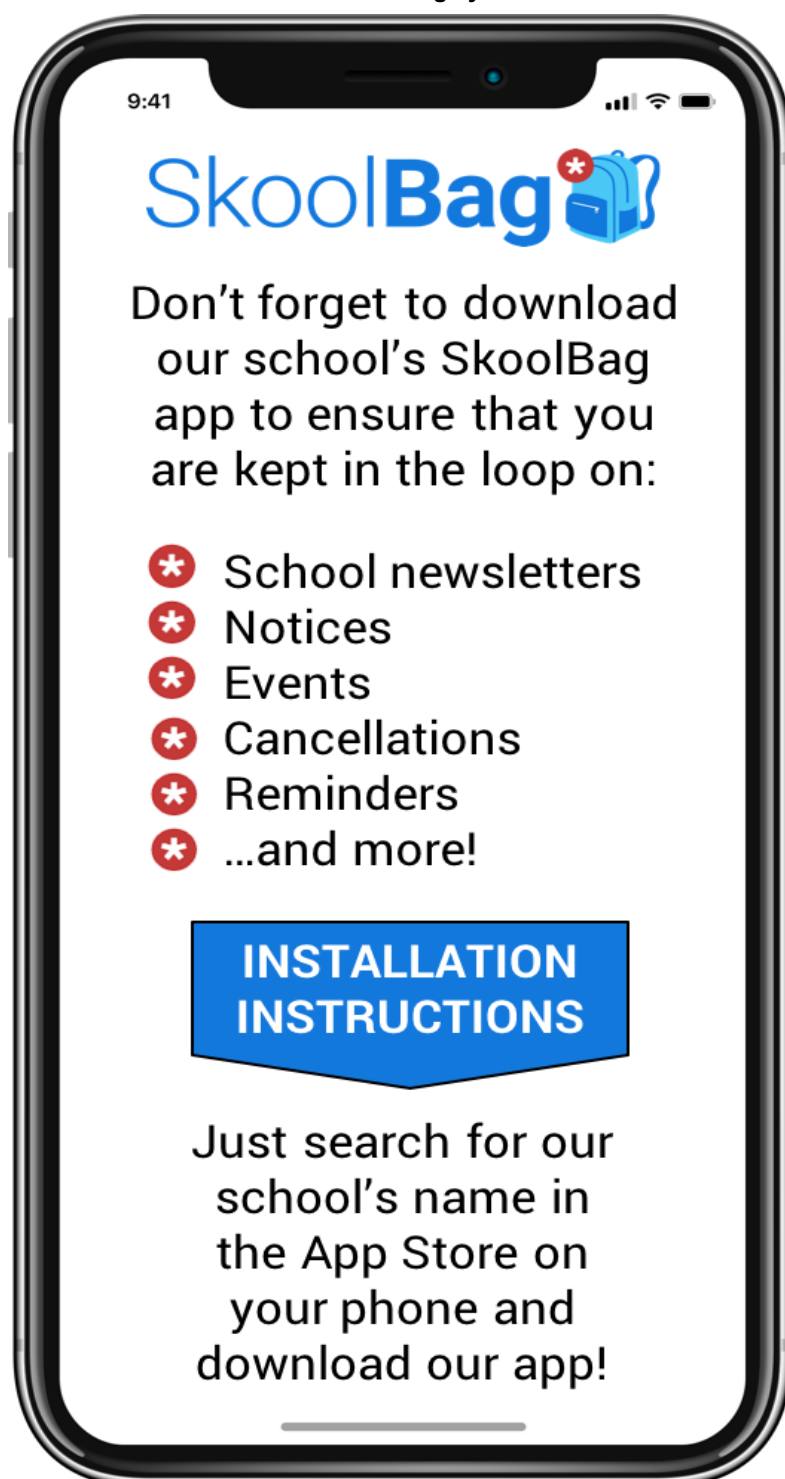 9:41
SkoolBag
Don't forget to download
our school's SkoolBag
app to ensure that you
are kept in the loop on:
* School newsletters
* Notices
* Events
* Cancellations
* Reminders
* ...and more!
INSTALLATION
INSTRUCTIONS
Just search for our
school's name in
the App Store on
your phone and
download our app!